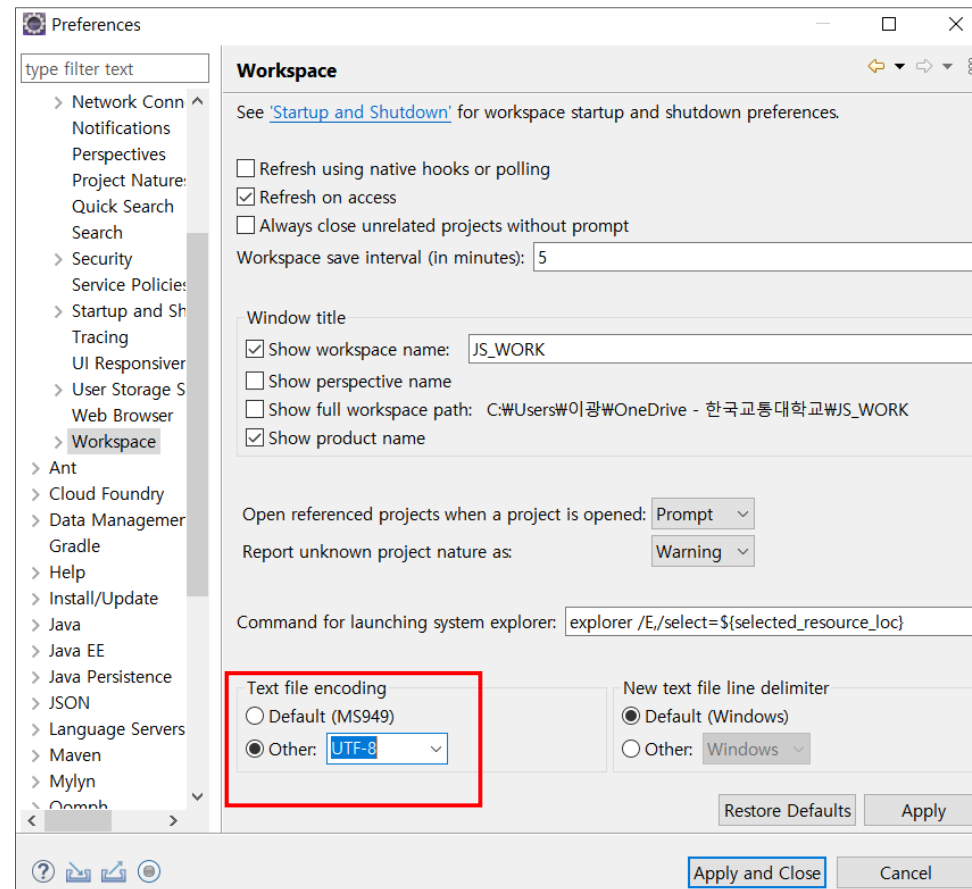 Preferences
type filter text
Network Conn
Notifications
Perspectives
Project Natures
Quick Search
Search
Security
Service Policies
Startup and Sh
Tracing
UI Responsiver
User Storage S
Web Browser
Workspace
Ant
Cloud Foundry
Data Managemer
Gradle
Help
Install/Update
Java
Java EE
Java Persistence
JSON
Language Servers
Maven
Mylyn
Oomph
Workspace
See 'Startup and Shutdown' for workspace startup and shutdown preferences.
Refresh using native hooks or polling
Refresh on access
Always close unrelated projects without prompt
Workspace save interval (in minutes): 5
Window title
Show workspace name: JS_WORK
Show perspective name
Show full workspace path: C:₩Users₩이광₩OneDrive - 한국교통대학교₩JS_WORK
Show product name
Open referenced projects when a project is opened: Prompt
Report unknown project nature as: Warning
Command for launching system explorer: explorer /E,/select=${selected_resource_loc}
Text file encoding
Default (MS949)
Other: UTF-8
New text file line delimiter
Default (Windows)
Other: Windows
Restore Defaults Apply
Apply and Close Cancel